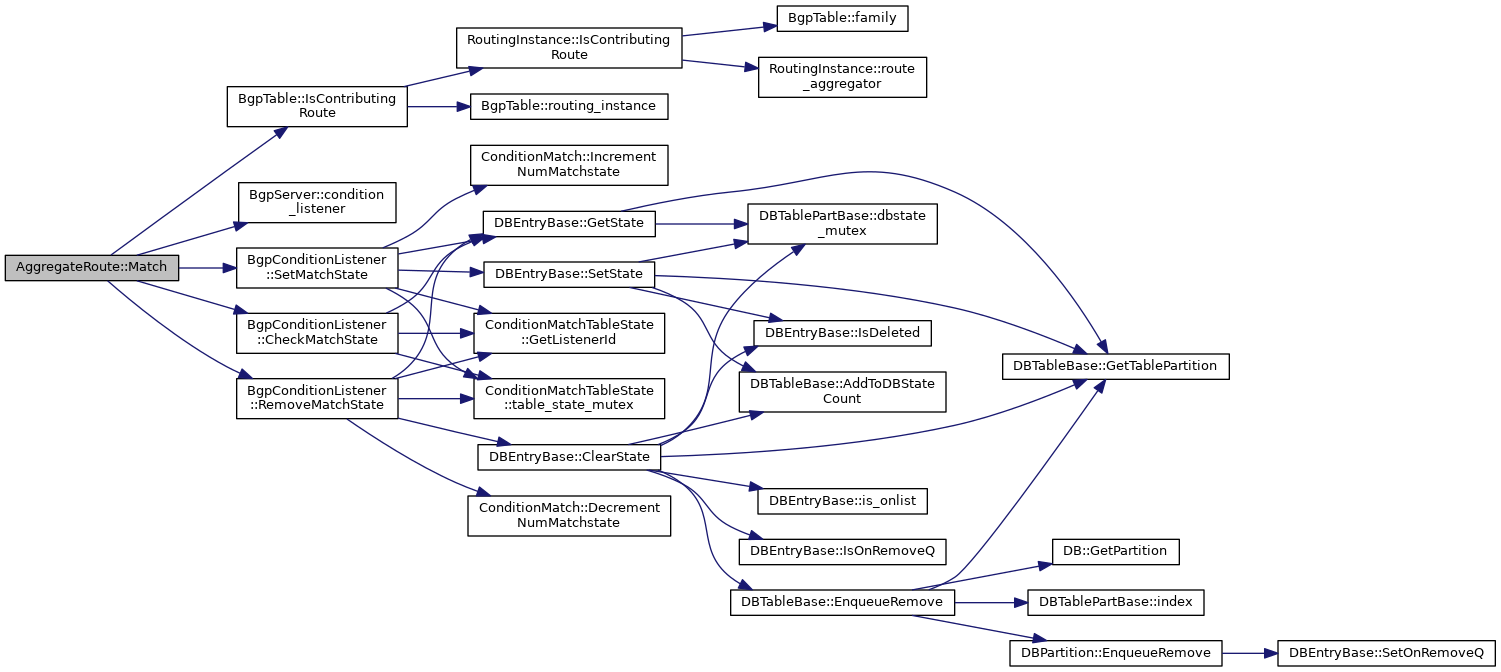 AggregateRoute::Match
BgpTable::IsContributing
Route
BgpServer::condition
_listener
BgpConditionListener
::SetMatchState
BgpConditionListener
::CheckMatchState
BgpConditionListener
::RemoveMatchState
RoutingInstance::IsContributing
Route
BgpTable::routing_instance
ConditionMatch::Increment
NumMatchstate
DBEntryBase::GetState
DBEntryBase::SetState
ConditionMatchTableState
::GetListenerId
ConditionMatchTableState
::table_state_mutex
DBEntryBase::ClearState
ConditionMatch::Decrement
NumMatchstate
BgpTable::family
RoutingInstance::route
_aggregator
DBTablePartBase::dbstate
_mutex
DBEntryBase::IsDeleted
DBTableBase::AddToDBState
Count
DBEntryBase::is_onlist
DBEntryBase::IsOnRemoveQ
DBTableBase::EnqueueRemove
DBTableBase::GetTablePartition
DB::GetPartition
DBTablePartBase::index
DBPartition::EnqueueRemove
DBEntryBase::SetOnRemoveQ